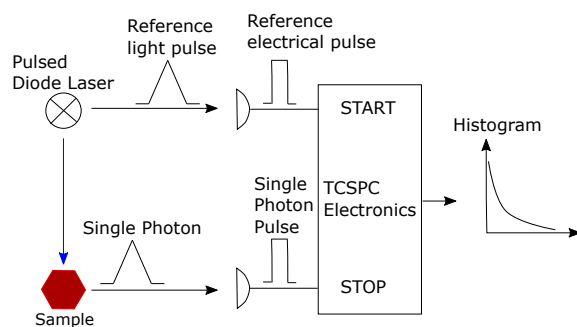 Reference
light pulse
Reference
electrical pulse
Pulsed
Diode Laser
START
Histogram
Single
Photon
Pulse
TCSPC
Electronics
Single Photon
STOP
Sample